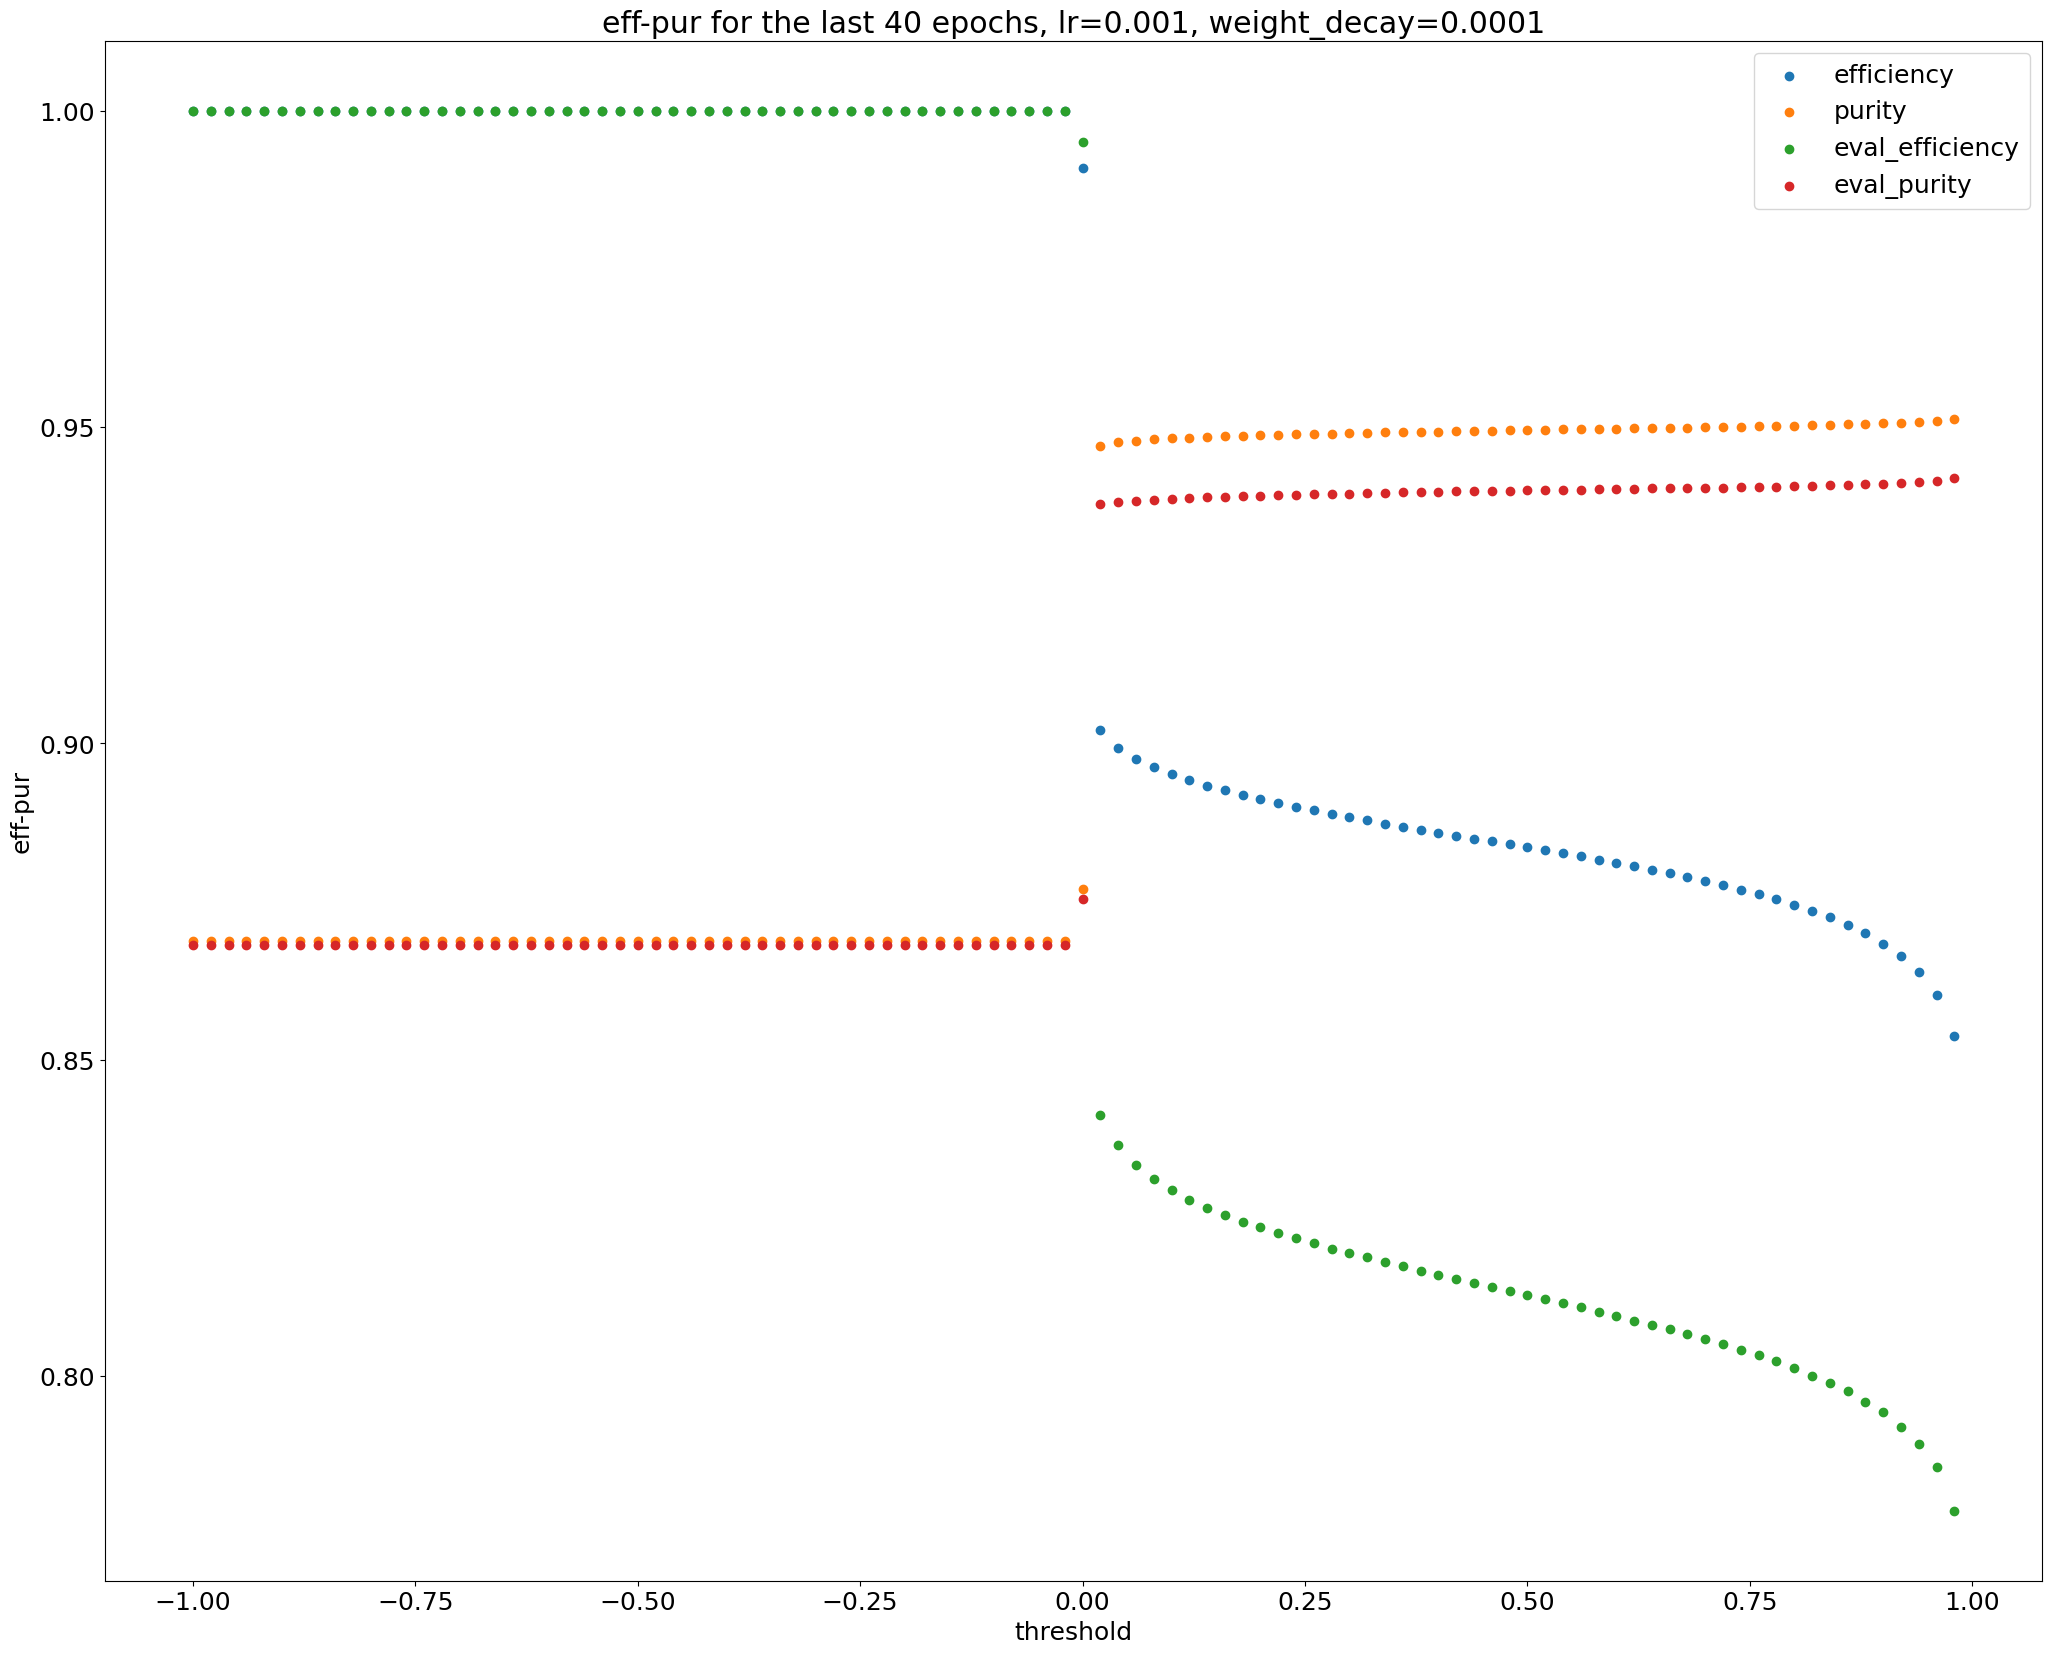 eff-pur for the last 40 epochs, lr=0.001, weight_decay=0.0001
efficiency
purity
eval_efficiency
eval_purity
1.00
0.95
0.90
0.85
0.80
eff-pur
−1.00 −0.75 −0.50 −0.25 0.00 0.25 0.50 0.75 1.00
threshold